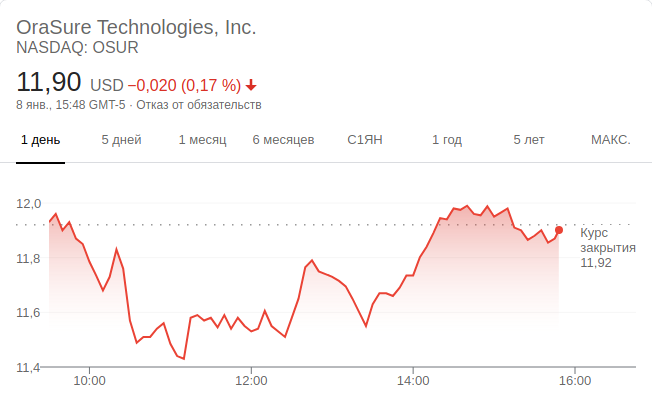 OraSure Technologies, Inc.
NASDAQ: OSUR
11,90 USD −0,020 (0,17 %)
8 янв., 15:48 GMT-5 · Отказ от обязательств
1 день 5 дней 1 месяц 6 месяцев С1ЯН 1 год 5 лет МАКС.
12,0
11,8
11,6
11,4
Курс
закрытия
11,92
10:00 12:00 14:00 16:00